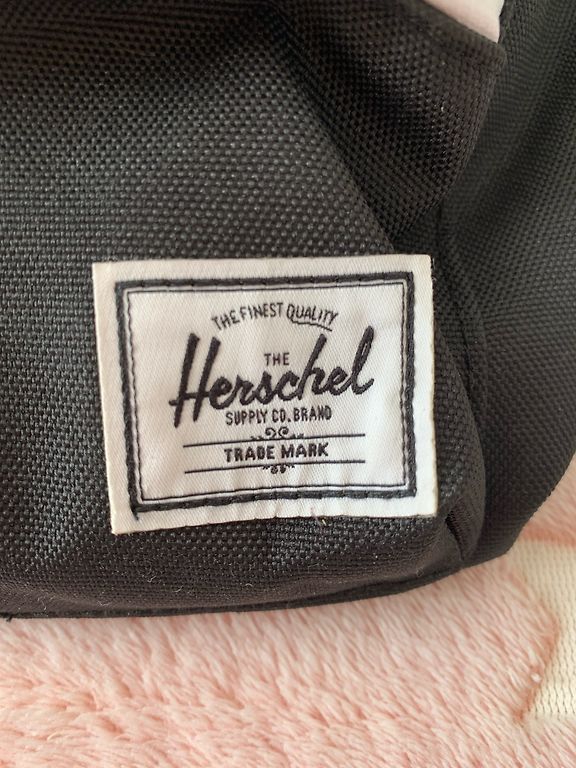 THE FINEST QUALITY
THE
Herschel
SUPPLY CO. BRAND
TRADE MARK